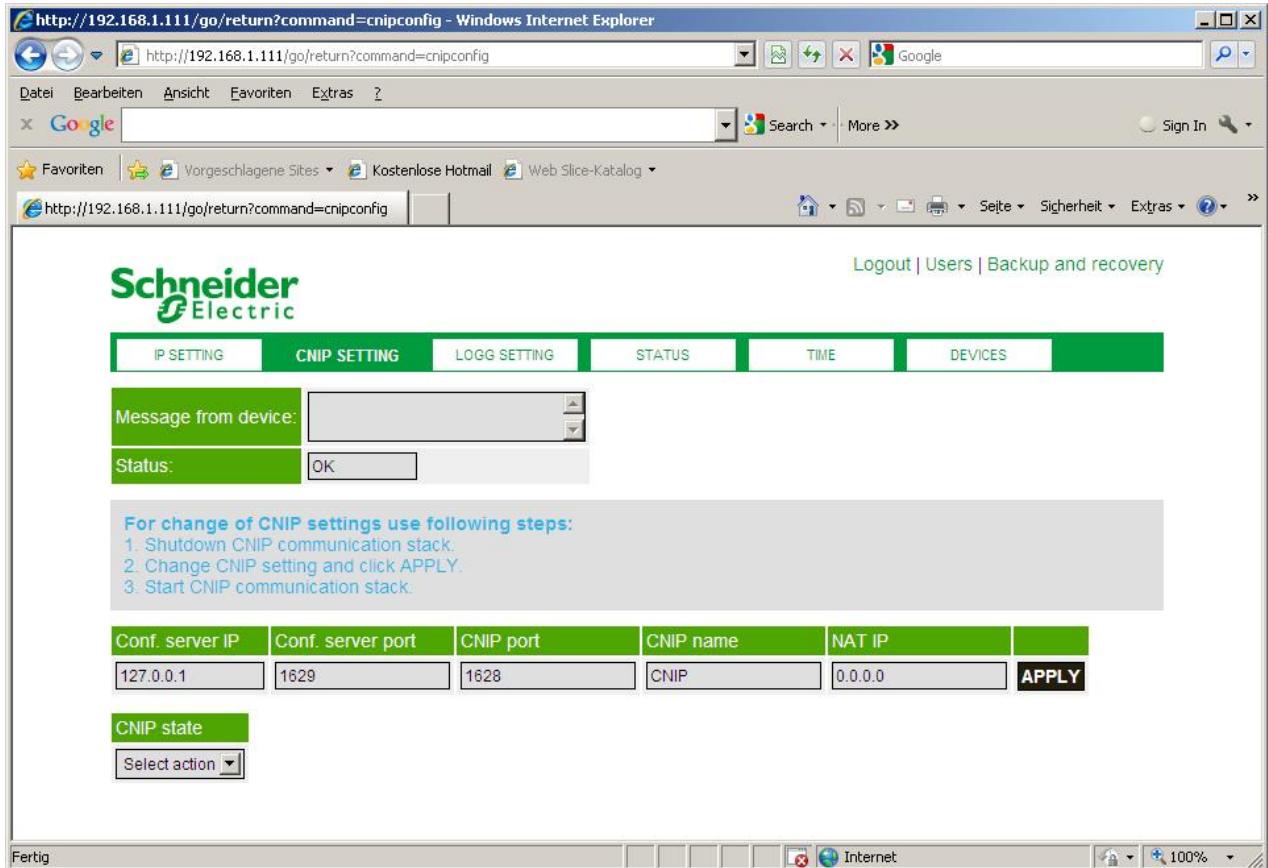 http://192.168.1.111/go/return?command=cnipconfig - Windows Internet Explorer
http://192.168.1.111/go/return?command=cnipconfig
Google
Datei Bearbeiten Ansicht Favoriten Extras ?
x Google Search More >> Sign In
Favoriten Vorgeschlagene Sites Kostenlose Hotmail Web Slice-Katalog
http://192.168.1.111/go/return?command=cnipconfig Seite Sicherheit Extras »
Logout | Users | Backup and recovery
Schneider
Electric
IP SETTING CNIP SETTING LOGG SETTING STATUS TIME DEVICES
Message from device:
Status: OK
For change of CNIP settings use following steps:
1. Shutdown CNIP communication stack.
2. Change CNIP setting and click APPLY.
3. Start CNIP communication stack.
Conf. server IP Conf. server port CNIP port CNIP name NAT IP
127.0.0.1 1629 1628 CNIP 0.0.0.0 APPLY
CNIP state
Select action
Fertig Internet 100%